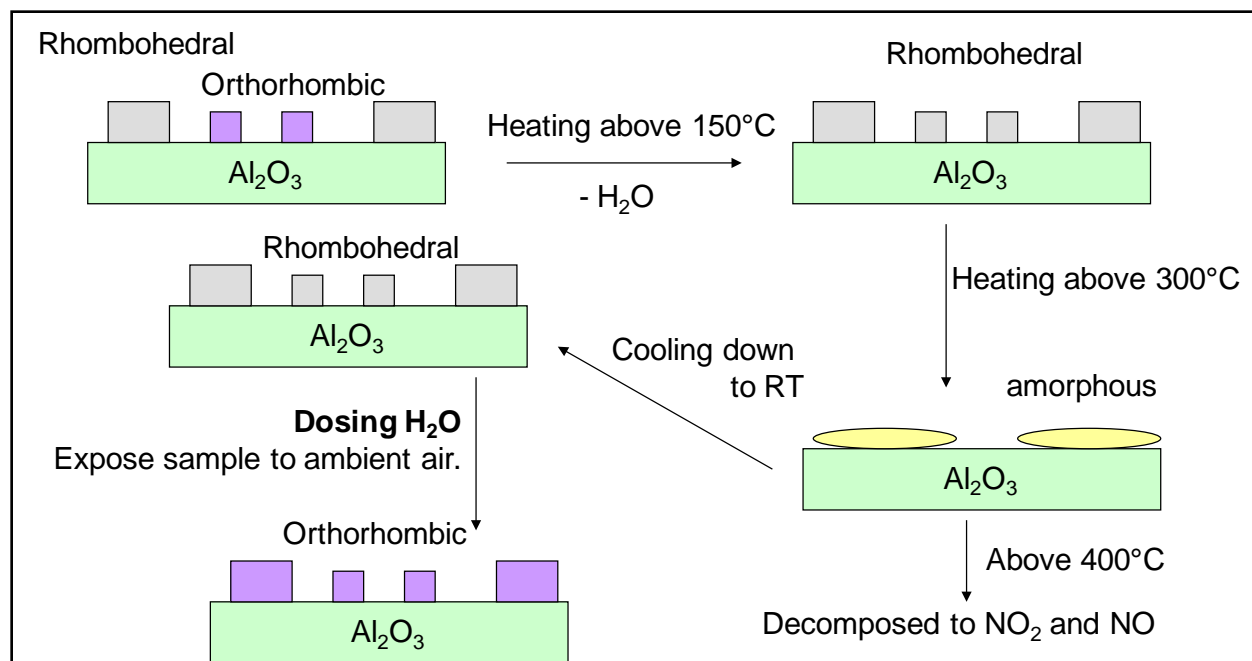 Rhombohedral
Orthorhombic
Al₂O₃
Heating above 150°C
- H₂O
Rhombohedral
Al₂O₃
Heating above 300°C
amorphous
Al₂O₃
Above 400°C
Decomposed to NO₂ and NO
Cooling down
to RT
Rhombohedral
Al₂O₃
Dosing H₂O
Expose sample to ambient air.
Orthorhombic
Al₂O₃